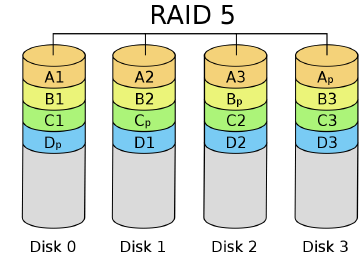 RAID 5
A1 A2 A3 Ap
B1 B2 Bp B3
C1 Cp C2 C3
Dp D1 D2 D3
Disk 0 Disk 1 Disk 2 Disk 3